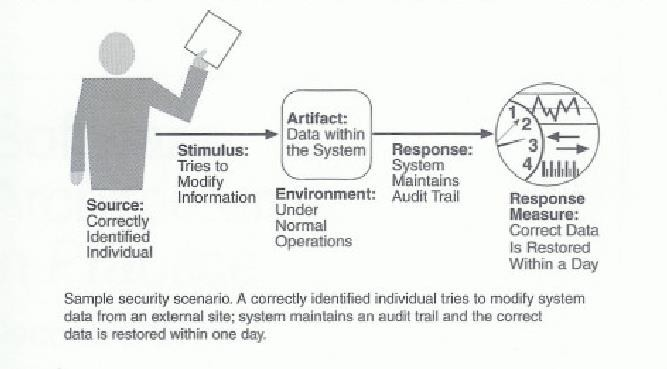 Source:
Correctly
Identified
Individual
Stimulus:
Tries to
Modify
Information
Artifact:
Data within
the System
Environment:
Under
Normal
Operations
Response:
System
Maintains
Audit Trail
1
2
3
4
Response
Measure:
Correct Data
Is Restored
Within a Day
Sample security scenario. A correctly identified individual tries to modify system
data from an external site; system maintains an audit trail and the correct
data is restored within one day.